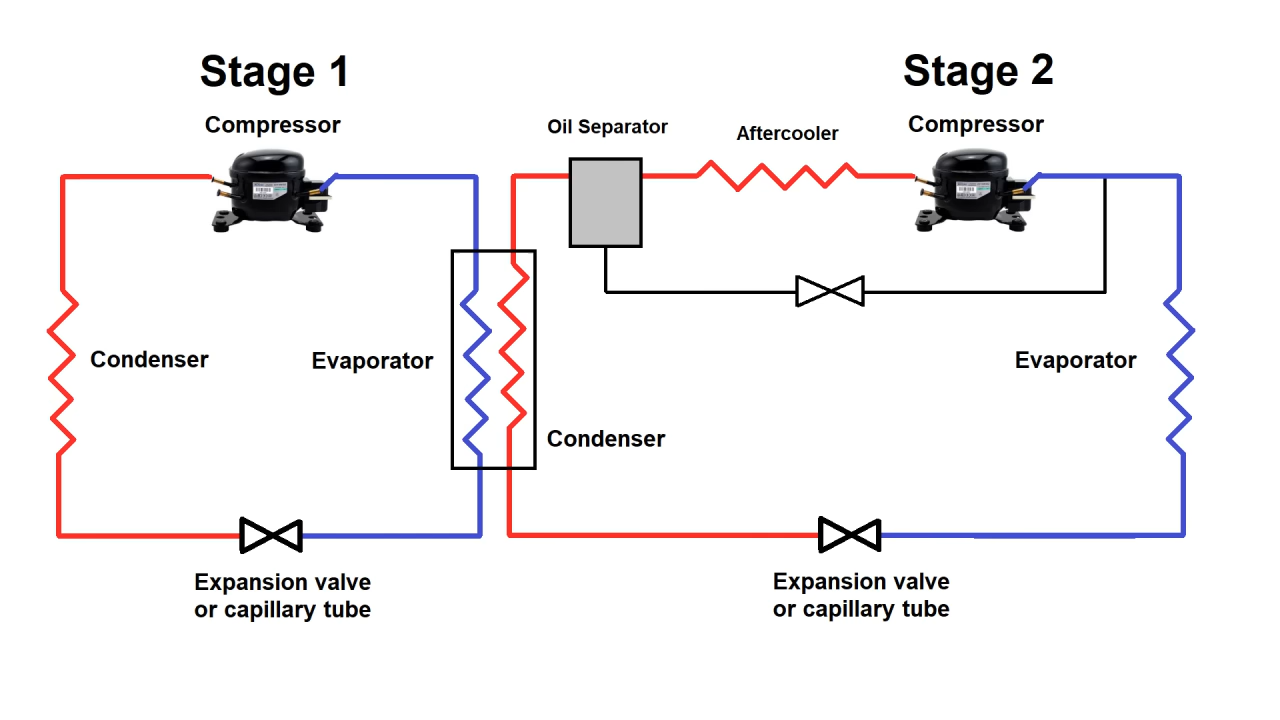 Stage 1
Stage 2
Compressor
Oil Separator
Aftercooler
Compressor
Condenser
Evaporator
Condenser
Evaporator
Expansion valve
or capillary tube
Expansion valve
or capillary tube